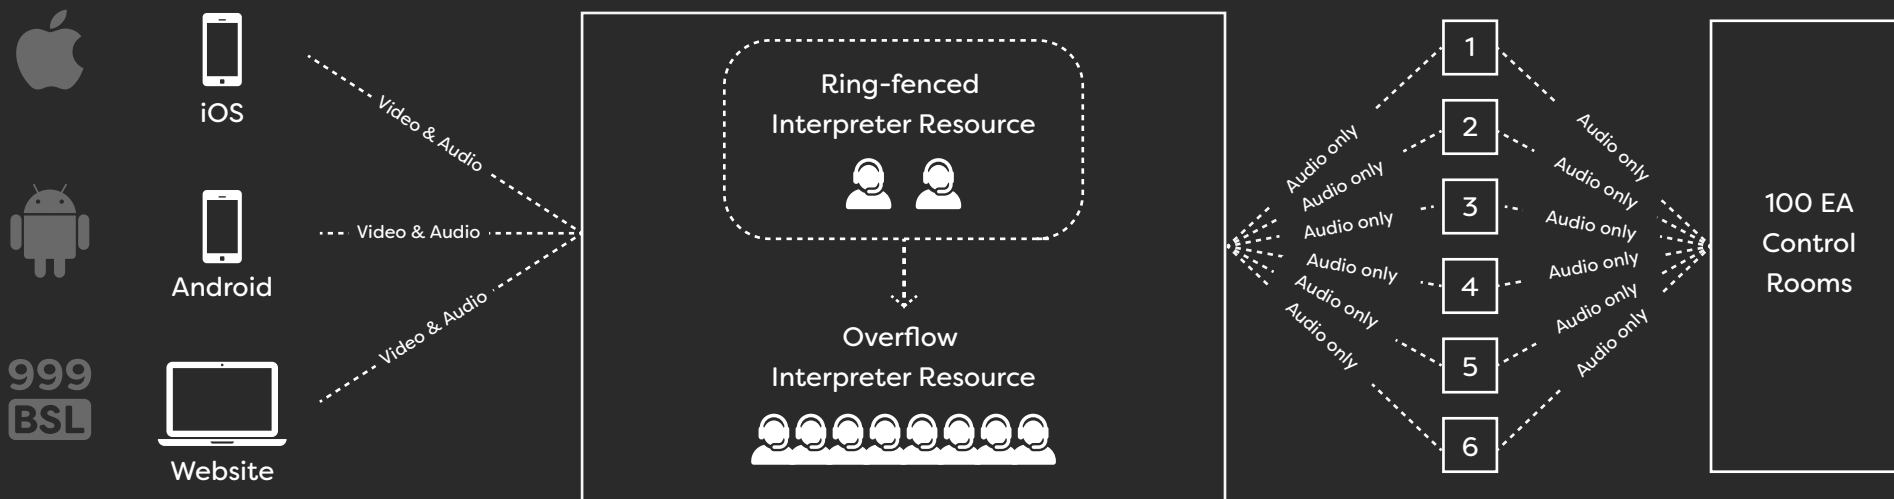 iOS
Android
999
BSL
Website
Video & Audio
Video & Audio
Video & Audio
Ring-fenced
Interpreter Resource
Overflow
Interpreter Resource
Audio only
Audio only
Audio only
Audio only
Audio only
Audio only
1
2
3
4
5
6
Audio only
Audio only
Audio only
Audio only
Audio only
Audio only
100 EA
Control
Rooms